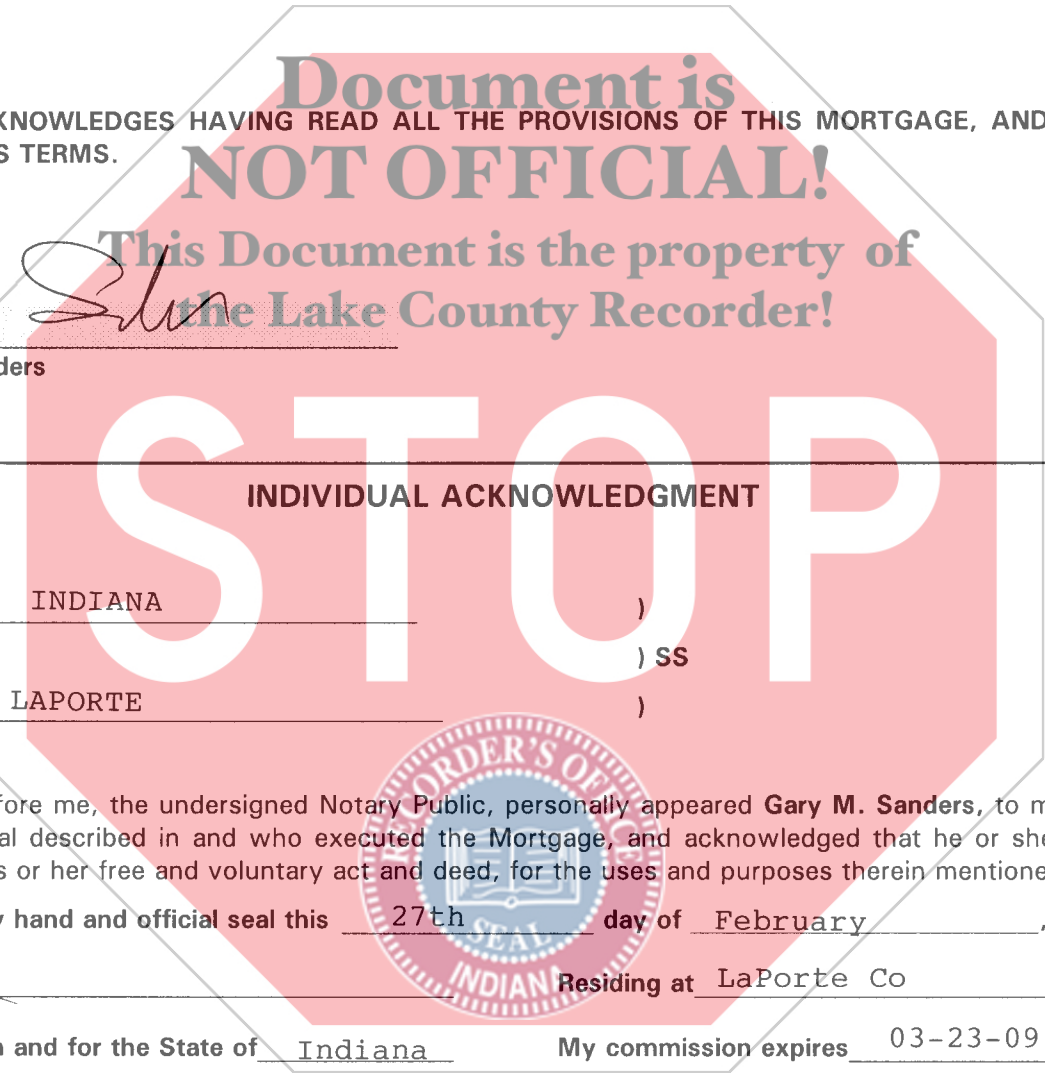 Document is
KNOWLEDGES HAVING READ ALL THE PROVISIONS OF THIS MORTGAGE, AND
S TERMS.
NOT OFFICIAL!
This Document is the property of
the Lake County Recorder!
ders
STOP
INDIVIDUAL ACKNOWLEDGMENT
INDIANA )
) SS
LAPORTE )
RECORDER'S OFFICE
fore me, the undersigned Notary Public, personally appeared Gary M. Sanders, to m
al described in and who executed the Mortgage, and acknowledged that he or she
s or her free and voluntary act and deed, for the uses and purposes therein mentione
y hand and official seal this 27th day of February ,
SEAL
INDIANA
Residing at LaPorte Co
n and for the State of Indiana My commission expires 03-23-09